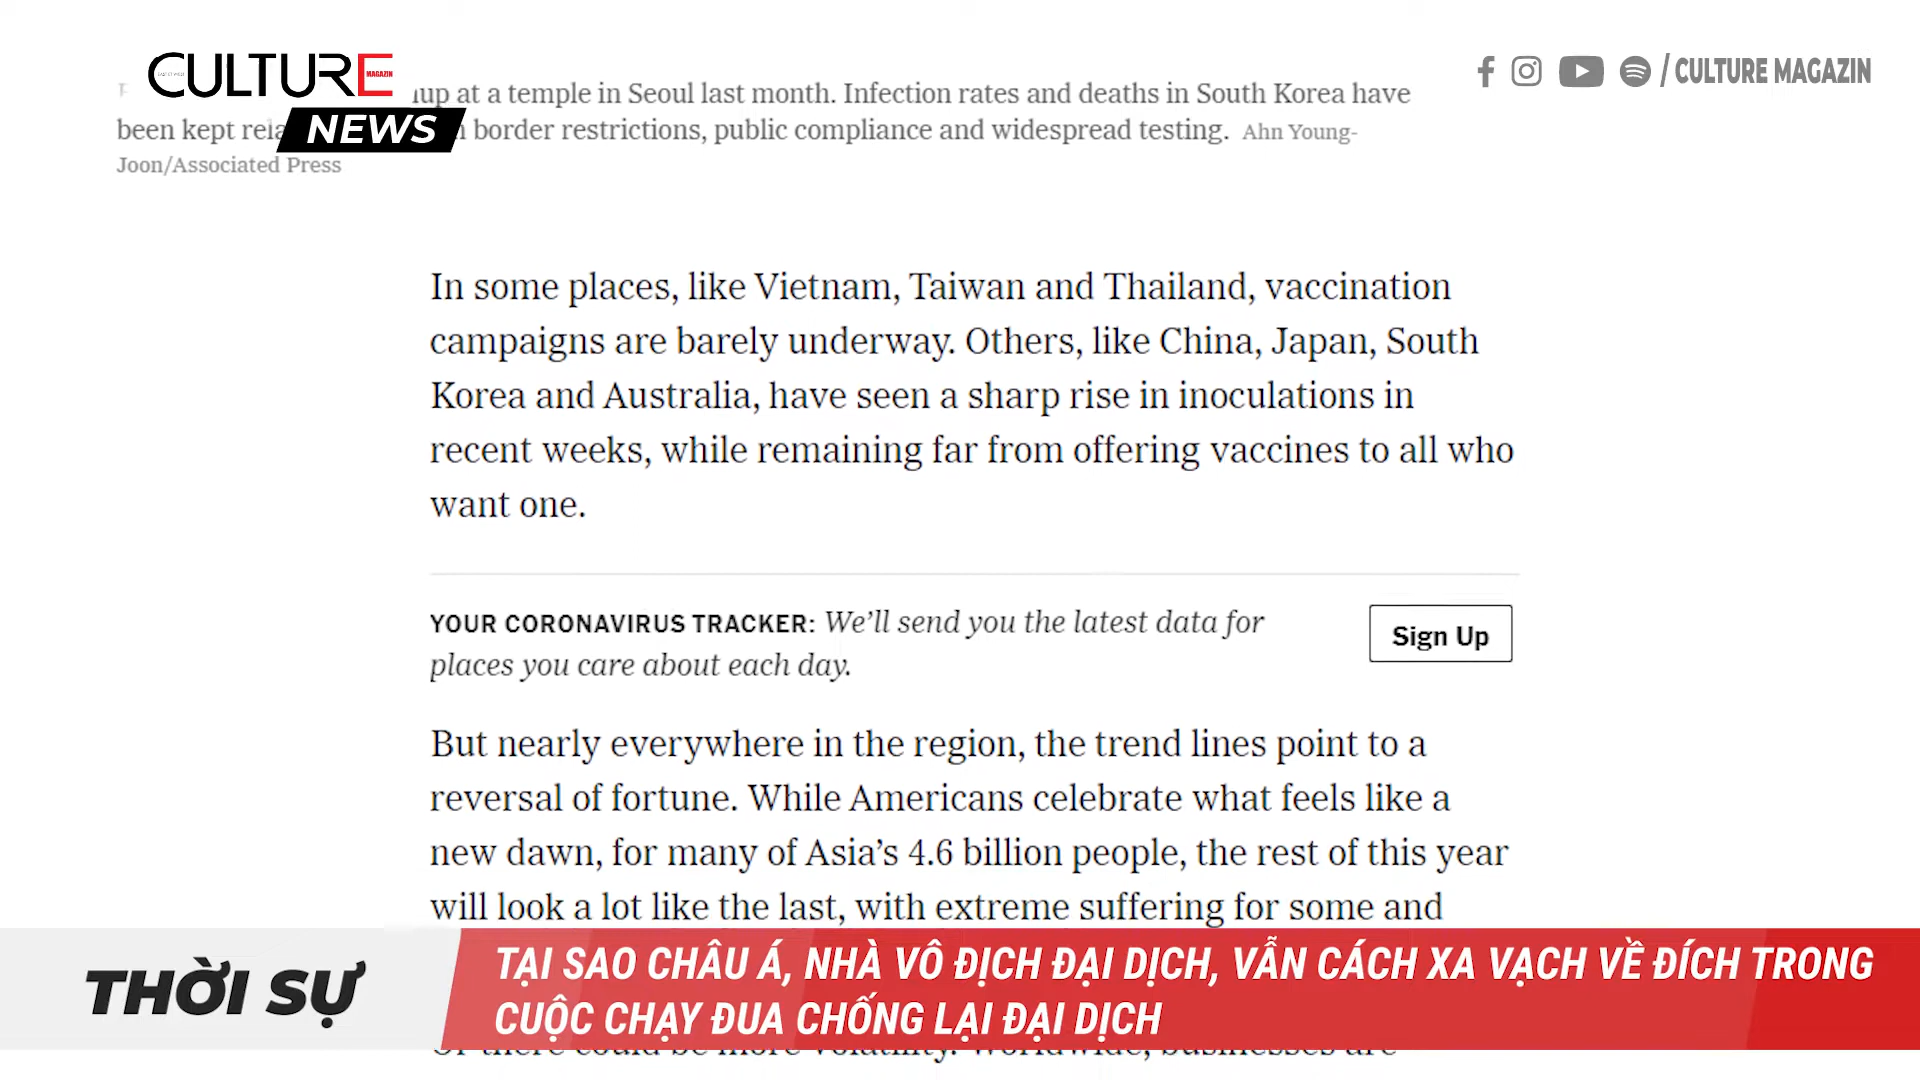 CULTURE
MAGAZIN
NEWS
/ CULTURE MAGAZIN
at a temple in Seoul last month. Infection rates and deaths in South Korea have
been kept border restrictions, public compliance and widespread testing. Ahn Young-
Joon/Associated Press
In some places, like Vietnam, Taiwan and Thailand, vaccination
campaigns are barely underway. Others, like China, Japan, South
Korea and Australia, have seen a sharp rise in inoculations in
recent weeks, while remaining far from offering vaccines to all who
want one.
YOUR CORONAVIRUS TRACKER: We’ll send you the latest data for
places you care about each day.
Sign Up
But nearly everywhere in the region, the trend lines point to a
reversal of fortune. While Americans celebrate what feels like a
new dawn, for many of Asia’s 4.6 billion people, the rest of this year
will look a lot like the last, with extreme suffering for some and
THỜI SỰ
TẠI SAO CHÂU Á, NHÀ VÔ ĐỊCH ĐẠI DỊCH, VẪN CÁCH XA VẠCH VỀ ĐÍCH TRONG
CUỘC CHẠY ĐUA CHỐNG LẠI ĐẠI DỊCH